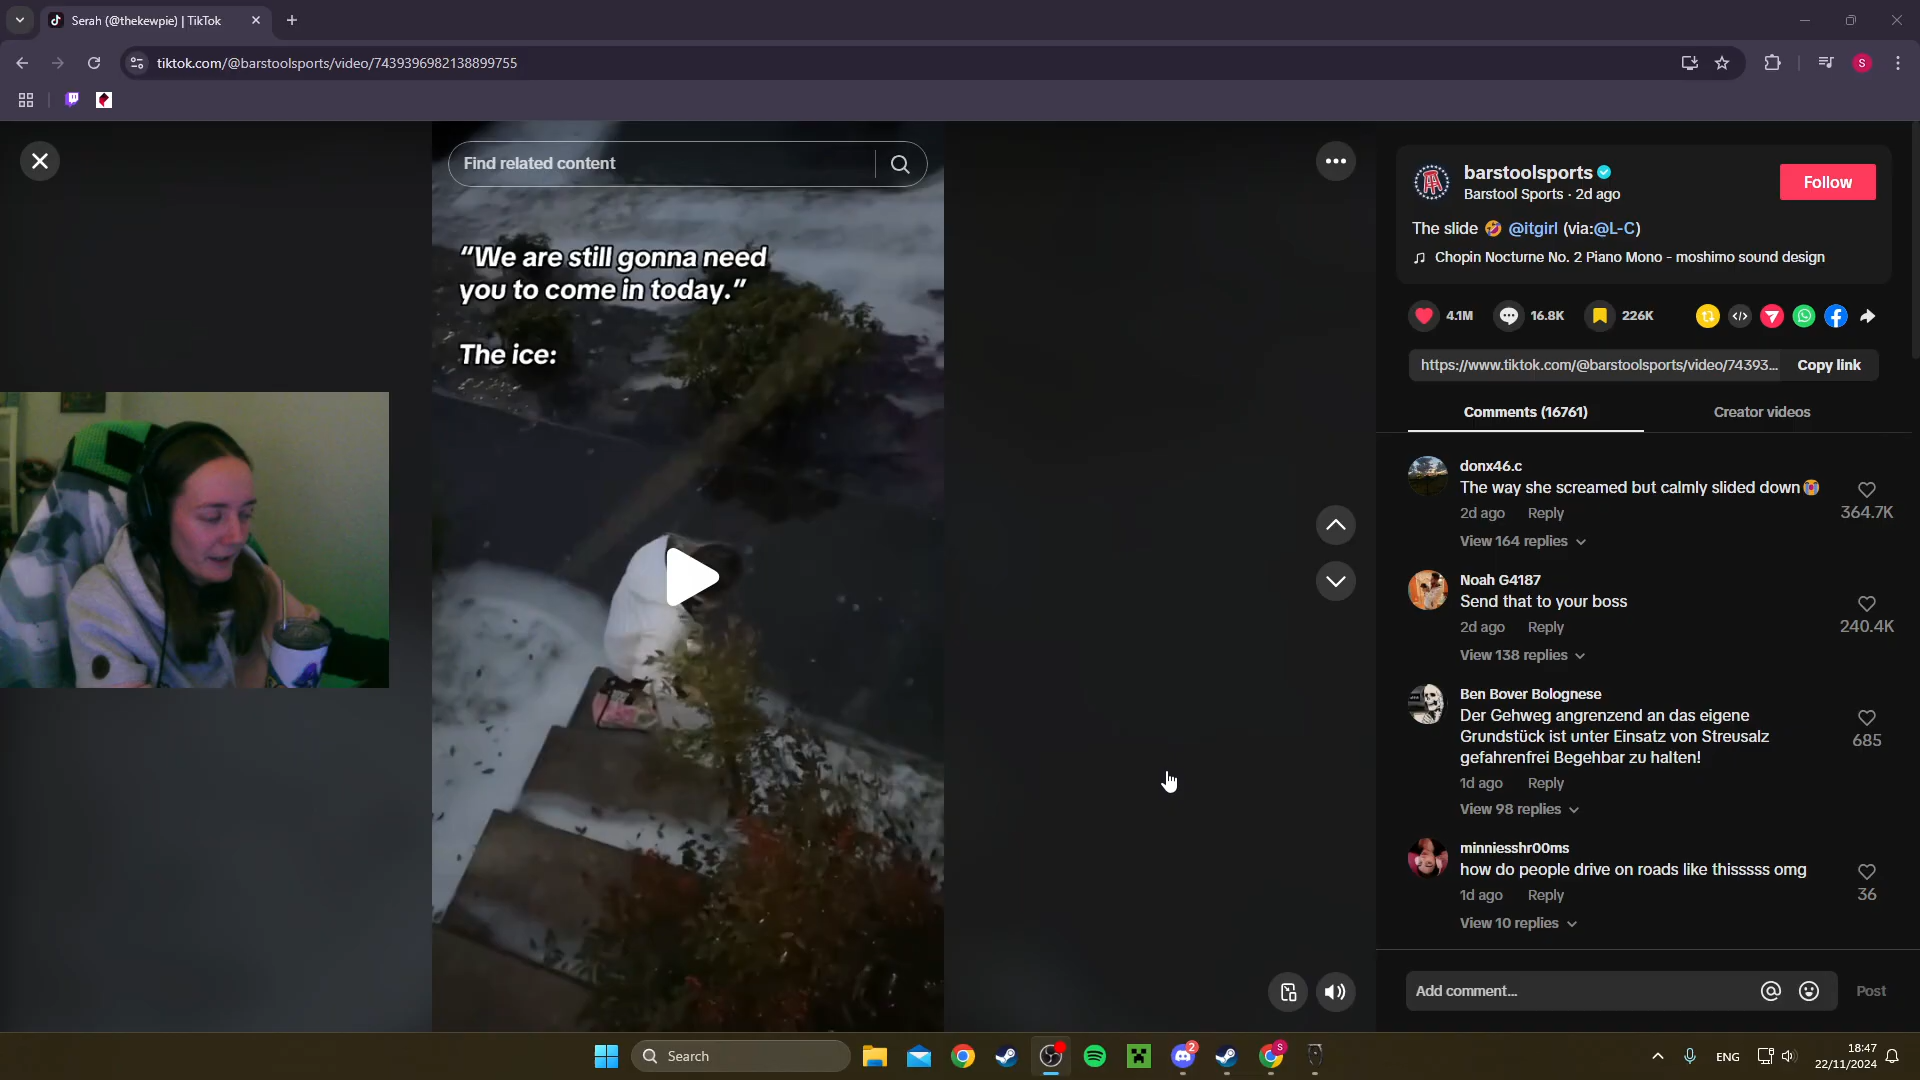 Serah (@thekewpie) | TikTok
tiktok.com/@barstoolsports/video/7439396982138899755
S
Find related content
“We are still gonna need
you to come in today.”
The ice:
barstoolsports
Barstool Sports · 2d ago
Follow
The slide 🤣 @itgirl (via:@L-C)
Chopin Nocturne No. 2 Piano Mono - moshimo sound design
4.1M
16.8K
226K
https://www.tiktok.com/@barstoolsports/video/74393...
Copy link
Comments (16761)
Creator videos
donx46.c
The way she screamed but calmly slided down😭
2d ago Reply
364.7K
View 164 replies
Noah G4187
Send that to your boss
2d ago Reply
240.4K
View 138 replies
Ben Bover Bolognese
Der Gehweg angrenzend an das eigene
Grundstück ist unter Einsatz von Streusalz
gefahrenfrei Begehbar zu halten!
685
1d ago Reply
View 98 replies
minniesshr00ms
how do people drive on roads like thisssss omg
1d ago Reply
36
View 10 replies
Add comment...
Post
Search
2
S
ENG
18:47
22/11/2024